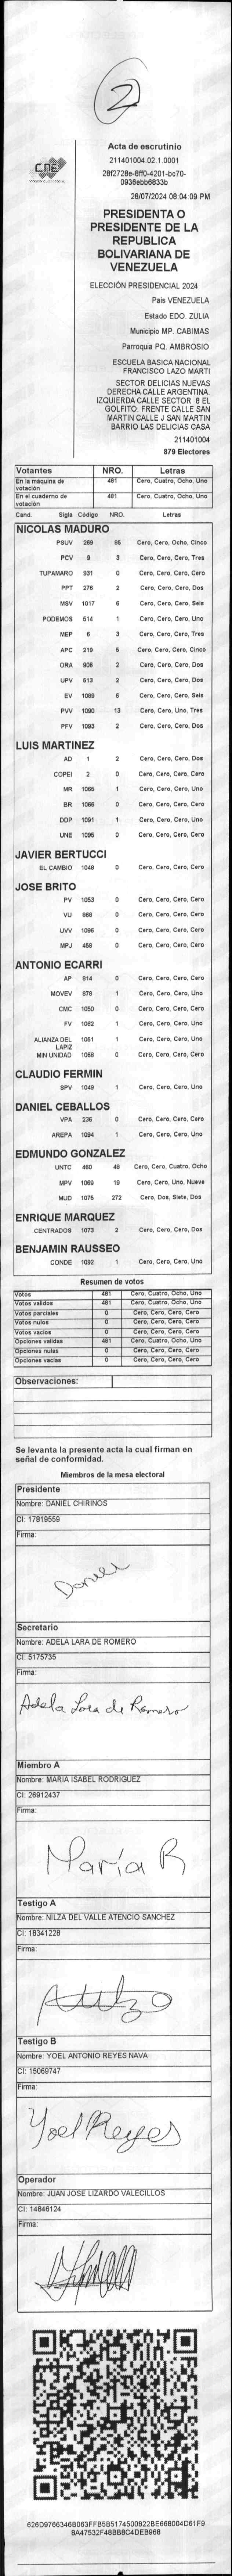 2
CNE
Acta de escrutinio
211401004.02.1.0001
28f2728e-8ff0-4201-bc70-
0936ebb6833b
28/07/2024 08:04:09 PM
PRESIDENTA O
PRESIDENTE DE LA
REPUBLICA
BOLIVARIANA DE
VENEZUELA
ELECCIÓN PRESIDENCIAL 2024
Pais VENEZUELA
Estado EDO. ZULIA
Municipio MP. CABIMAS
Parroquia PQ. AMBROSIO
ESCUELA BASICA NACIONAL
FRANCISCO LAZO MARTI
SECTOR DELICIAS NUEVAS
DERECHA CALLE ARGENTINA.
IZQUIERDA CALLE SECTOR 8 EL
GOLFITO. FRENTE CALLE SAN
MARTIN CALLE J SAN MARTIN
BARRIO LAS DELICIAS CASA
211401004
879 Electores
Votantes NRO. Letras
En la máquina de votación 481 Cero, Cuatro, Ocho, Uno
En el cuaderno de votación 481 Cero, Cuatro, Ocho, Uno
Cand. Sigla Código NRO. Letras
NICOLAS MADURO
PSUV 269 85 Cero, Cero, Ocho, Cinco
PCV 9 3 Cero, Cero, Cero, Tres
TUPAMARO 931 0 Cero, Cero, Cero, Cero
PPT 276 2 Cero, Cero, Cero, Dos
MSV 1017 6 Cero, Cero, Cero, Seis
PODEMOS 514 1 Cero, Cero, Cero, Uno
MEP 6 3 Cero, Cero, Cero, Tres
APC 219 5 Cero, Cero, Cero, Cinco
ORA 906 2 Cero, Cero, Cero, Dos
UPV 513 2 Cero, Cero, Cero, Dos
EV 1089 6 Cero, Cero, Cero, Seis
PVV 1090 13 Cero, Cero, Uno, Tres
PFV 1093 2 Cero, Cero, Cero, Dos
LUIS MARTINEZ
AD 1 2 Cero, Cero, Cero, Dos
COPEI 2 0 Cero, Cero, Cero, Cero
MR 1065 1 Cero, Cero, Cero, Uno
BR 1066 0 Cero, Cero, Cero, Cero
DDP 1091 1 Cero, Cero, Cero, Uno
UNE 1095 0 Cero, Cero, Cero, Cero
JAVIER BERTUCCI
EL CAMBIO 1048 0 Cero, Cero, Cero, Cero
JOSE BRITO
PV 1053 0 Cero, Cero, Cero, Cero
VU 868 0 Cero, Cero, Cero, Cero
UVV 1096 0 Cero, Cero, Cero, Cero
MPJ 458 0 Cero, Cero, Cero, Cero
ANTONIO ECARRI
AP 814 0 Cero, Cero, Cero, Cero
MOVEV 979 1 Cero, Cero, Cero, Uno
CMC 1050 0 Cero, Cero, Cero, Cero
FV 1062 1 Cero, Cero, Cero, Uno
ALIANZA DEL LAPIZ 1051 1 Cero, Cero, Cero, Uno
MIN UNIDAD 1068 0 Cero, Cero, Cero, Cero
CLAUDIO FERMIN
SPV 1049 1 Cero, Cero, Cero, Uno
DANIEL CEBALLOS
VPA 236 0 Cero, Cero, Cero, Cero
AREPA 1094 1 Cero, Cero, Cero, Uno
EDMUNDO GONZALEZ
UNTC 460 48 Cero, Cero, Cuatro, Ocho
MPV 1069 19 Cero, Cero, Uno, Nueve
MUD 1075 272 Cero, Dos, Siete, Dos
ENRIQUE MARQUEZ
CENTRADOS 1073 2 Cero, Cero, Cero, Dos
BENJAMIN RAUSSEO
CONDE 1092 1 Cero, Cero, Cero, Uno
Resumen de votos
Votos 481 Cero, Cuatro, Ocho, Uno
Votos validos 481 Cero, Cuatro, Ocho, Uno
Votos parciales 0 Cero, Cero, Cero, Cero
Votos nulos 0 Cero, Cero, Cero, Cero
Votos vacios 0 Cero, Cero, Cero, Cero
Opciones validas 481 Cero, Cuatro, Ocho, Uno
Opciones nulas 0 Cero, Cero, Cero, Cero
Opciones vacias 0 Cero, Cero, Cero, Cero
Observaciones:
Se levanta la presente acta la cual firman en
señal de conformidad.
Miembros de la mesa electoral
Presidente
Nombre: DANIEL CHIRINOS
CI: 17819559
Firma:
Daniel
Secretario
Nombre: ADELA LARA DE ROMERO
CI: 5175735
Firma:
Adela Lara de Romero
Miembro A
Nombre: MARIA ISABEL RODRIGUEZ
CI: 26912437
Firma:
María R
Testigo A
Nombre: NILZA DEL VALLE ATENCIO SANCHEZ
CI: 18341228
Firma:
Testigo B
Nombre: YOEL ANTONIO REYES NAVA
CI: 15069747
Firma:
Yoel Reyes
Operador
Nombre: JUAN JOSE LIZARDO VALECILLOS
CI: 14846124
Firma:
626D9766346B063FFB5B5174500822BE668004D61F9
8A47532F48BB8C4DEB968